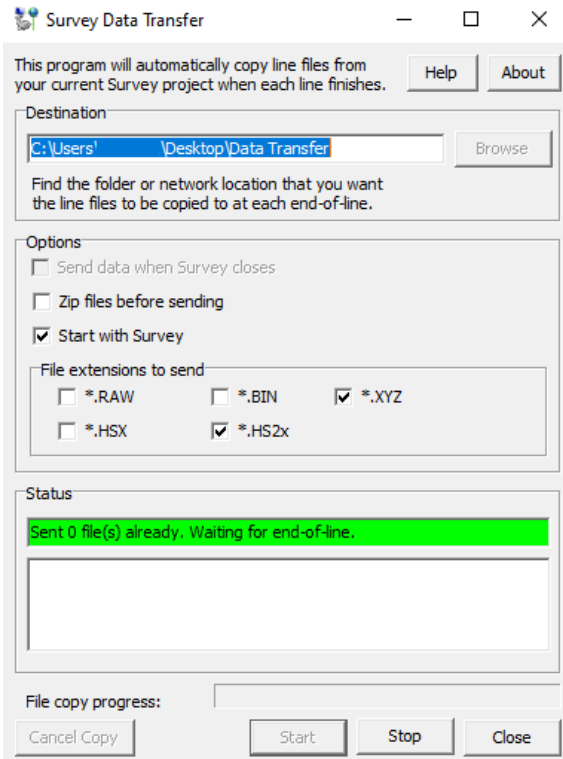 Survey Data Transfer
This program will automatically copy line files from
your current Survey project when each line finishes.
Help
About
Destination
C:\Users' \Desktop\Data Transfer
Browse
Find the folder or network location that you want
the line files to be copied to at each end-of-line.
Options
Send data when Survey closes
Zip files before sending
Start with Survey
File extensions to send
*.RAW *.BIN *.XYZ
*.HSX *.HS2x
Status
Sent 0 file(s) already. Waiting for end-of-line.
File copy progress:
Cancel Copy Start Stop Close